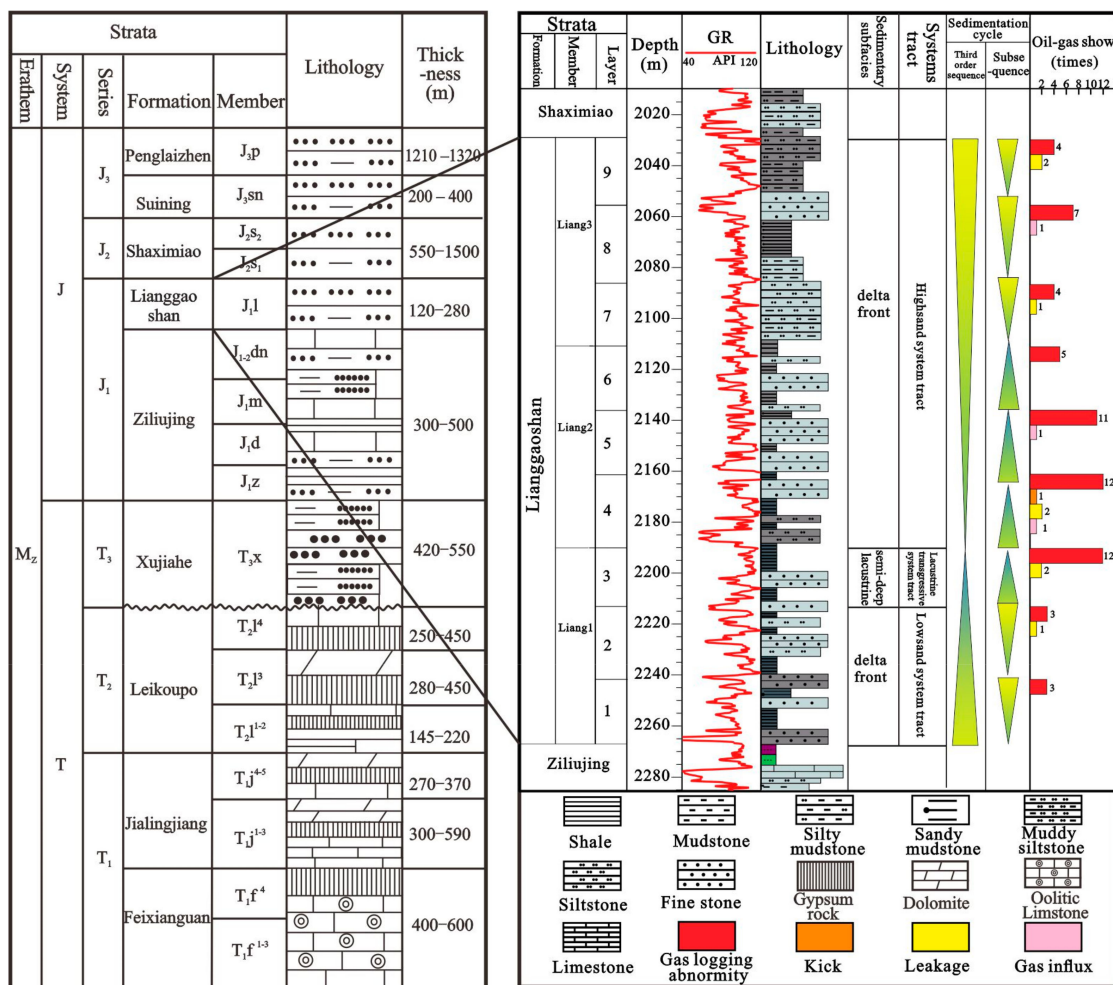 Strata
Lithology
Thick
-ness
(m)
Erathem
System
Series
Formation
Member
Penglaizhen
J₃p
1210-1320
J₃
Suining
J₃sn
200-400
J₂
Shaximiao
J₂s₂
J₂s₁
550-1500
J
Lianggao
shan
J₁l
120-280
J₁
Ziliujing
J₁₋₂dn
J₁m
J₁d
J₁z
300-500
M_Z
T₃
Xujiahe
T₃x
420-550
T₂
Leikoupo
T₂l⁴
250-450
T₂l³
280-450
T₂l¹⁻²
145-220
T
T₁
Jialingjiang
T₁j⁴⁻⁵
270-370
T₁j¹⁻³
300-590
Feixianguan
T₁f⁴
T₁f¹⁻³
400-600
Strata
Formation
Member
Layer
Depth
(m)
GR
API
40
120
Lithology
Sedimentary
subfacies
Systems
tract
Sedimentation
cycle
Third
order
sequence
Subse
-quence
Oil-gas show
(times)
2 4 6 8 10 12
Shaximiao
Lianggaoshan
Ziliujing
Liang3
Liang2
Liang1
9
8
7
6
5
4
3
2
1
2020
2040
2060
2080
2100
2120
2140
2160
2180
2200
2220
2240
2260
2280
delta
front
semi-deep
lacustrine
delta
front
Highsand system tract
Lacustrine
transgressive
system tract
Lowsand system tract
4
2
7
1
4
1
5
11
1
12
1
2
1
12
2
3
1
3
Shale
Mudstone
Silty
mudstone
Sandy
mudstone
Muddy
siltstone
Siltstone
Fine stone
Gypsum
rock
Dolomite
Oolitic
Limstone
Limestone
Gas logging
abnormity
Kick
Leakage
Gas influx